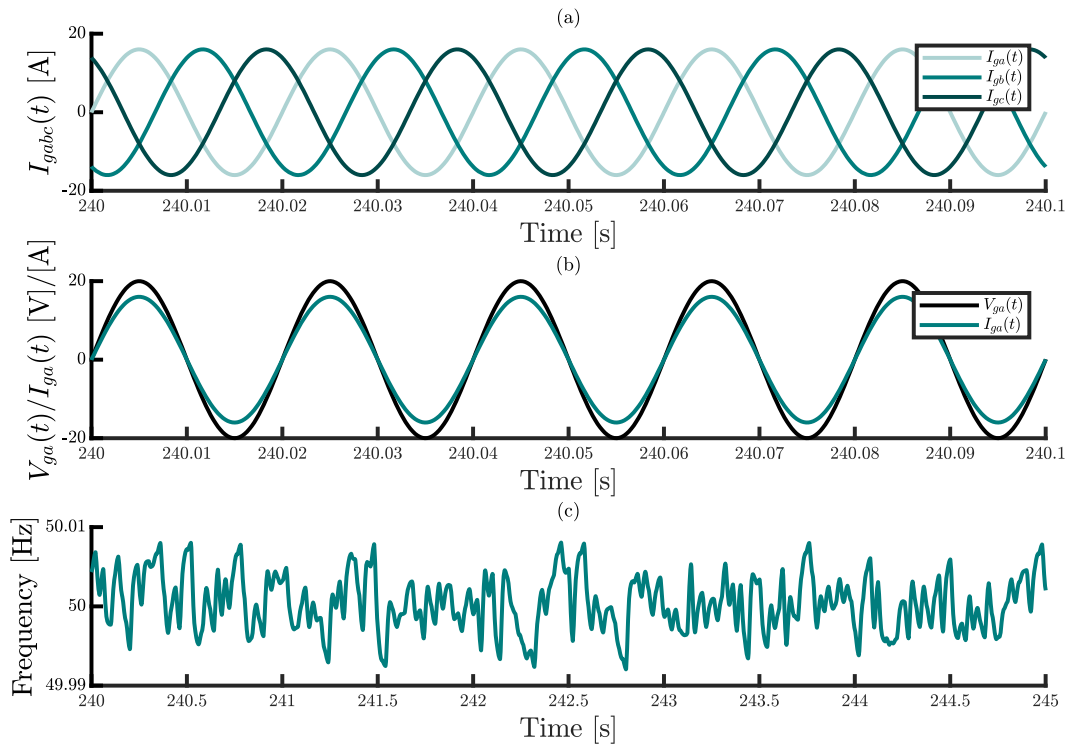 (a)
I_{gabc}(t) [A]
20
0
-20
I_{ga}(t)
I_{gb}(t)
I_{gc}(t)
240 240.01 240.02 240.03 240.04 240.05 240.06 240.07 240.08 240.09 240.1
Time [s]
(b)
V_{ga}(t)/I_{ga}(t) [V]/[A]
20
0
-20
V_{ga}(t)
I_{ga}(t)
240 240.01 240.02 240.03 240.04 240.05 240.06 240.07 240.08 240.09 240.1
Time [s]
(c)
Frequency [Hz]
50.01
50
49.99
240 240.5 241 241.5 242 242.5 243 243.5 244 244.5 245
Time [s]